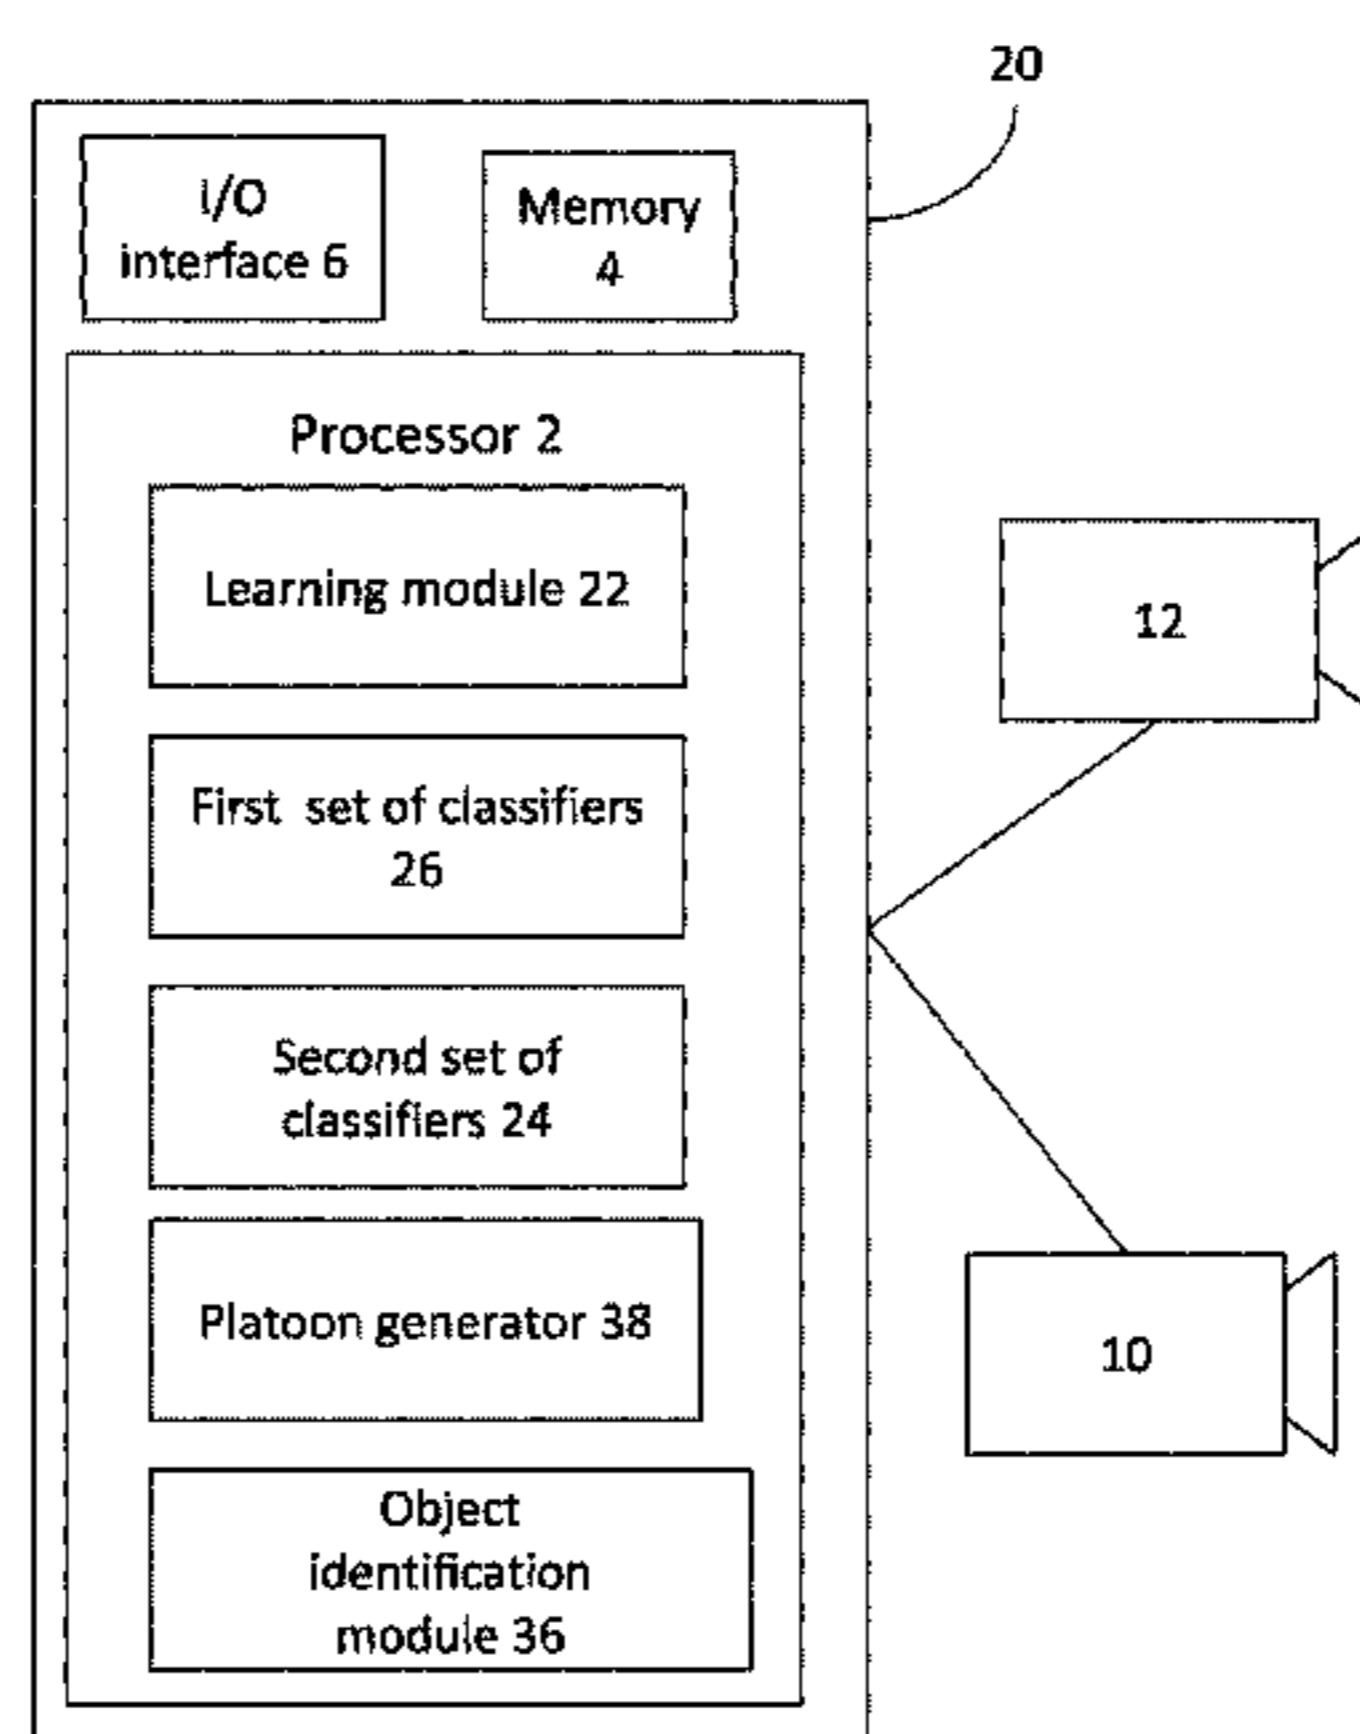 20
I/O
interface 6
Memory
4
Processor 2
Learning module 22
First set of classifiers
26
Second set of
classifiers 24
Platoon generator 38
Object
identification
module 36
12
10